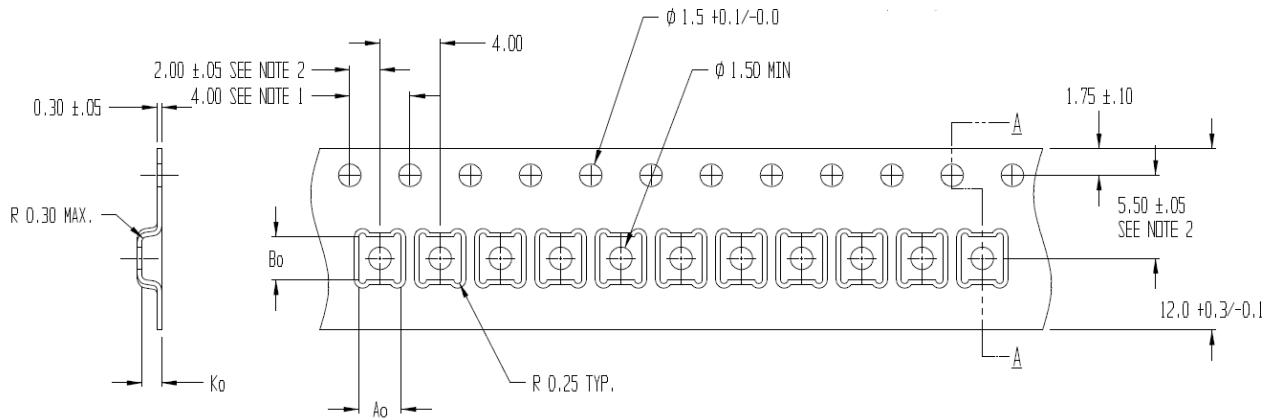 ϕ 1.5 +0.1/-0.0
4.00
2.00 ±.05 SEE NOTE 2
ϕ 1.50 MIN
4.00 SEE NOTE 1
0.30 ±.05
1.75 ±.10
A
R 0.30 MAX.
5.50 ±.05
SEE NOTE 2
Bo
12.0 +0.3/-0.1
A
Ko
R 0.25 TYP.
Ao